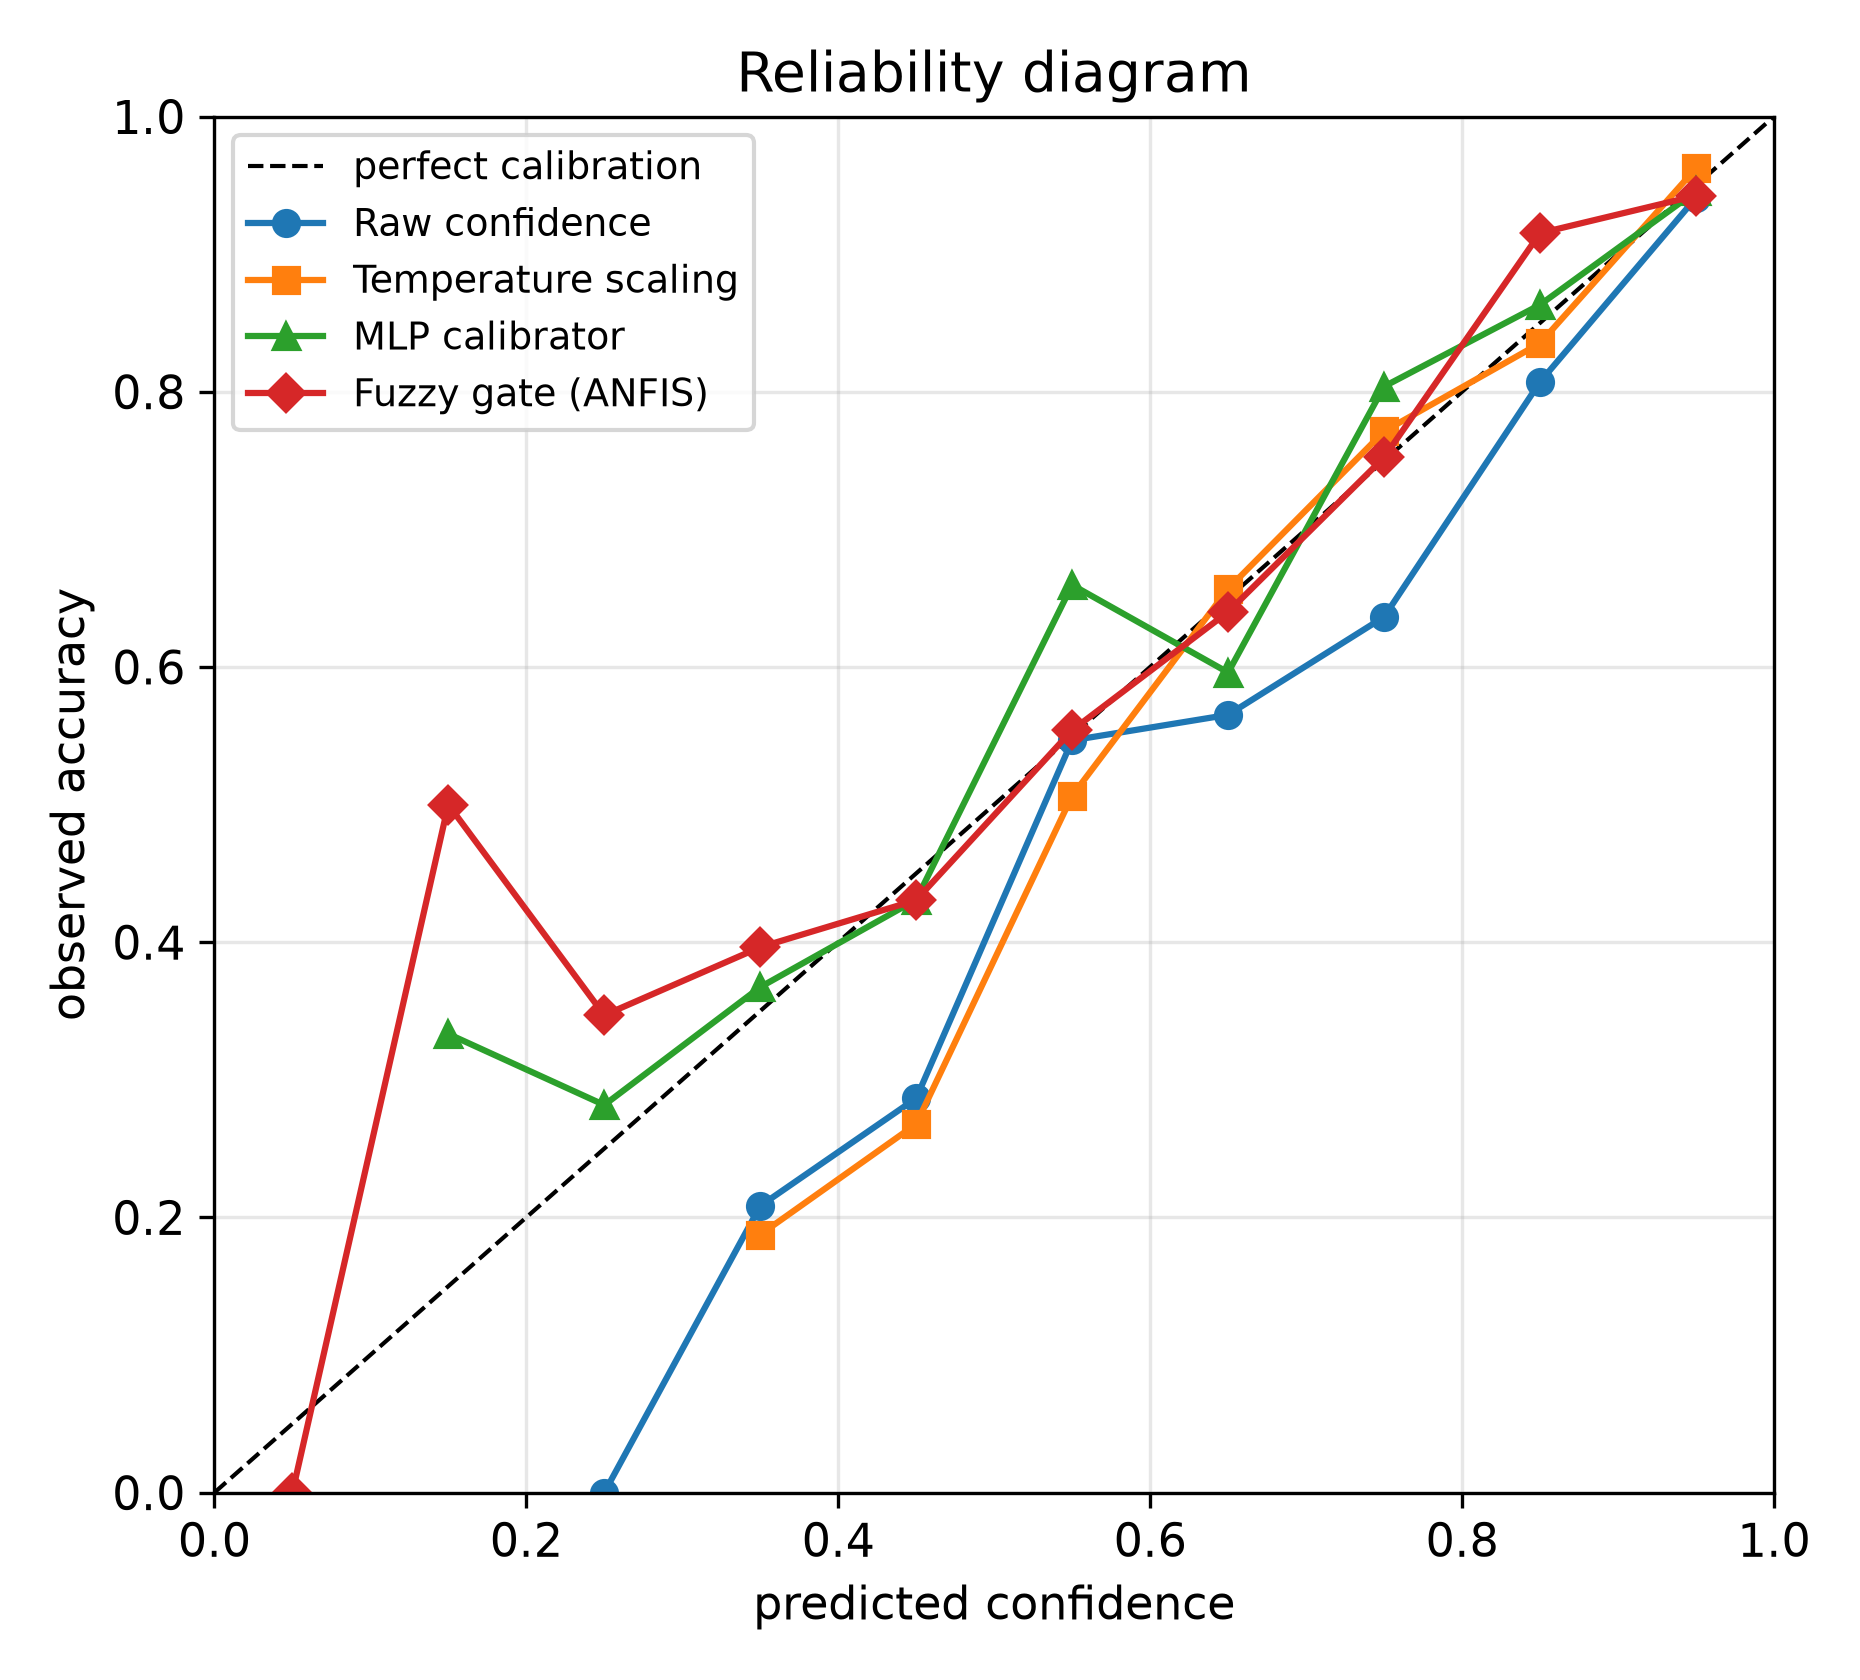 Reliability diagram
perfect calibration
Raw confidence
Temperature scaling
MLP calibrator
Fuzzy gate (ANFIS)
observed accuracy
1.0
0.8
0.6
0.4
0.2
0.0
0.0 0.2 0.4 0.6 0.8 1.0
predicted confidence